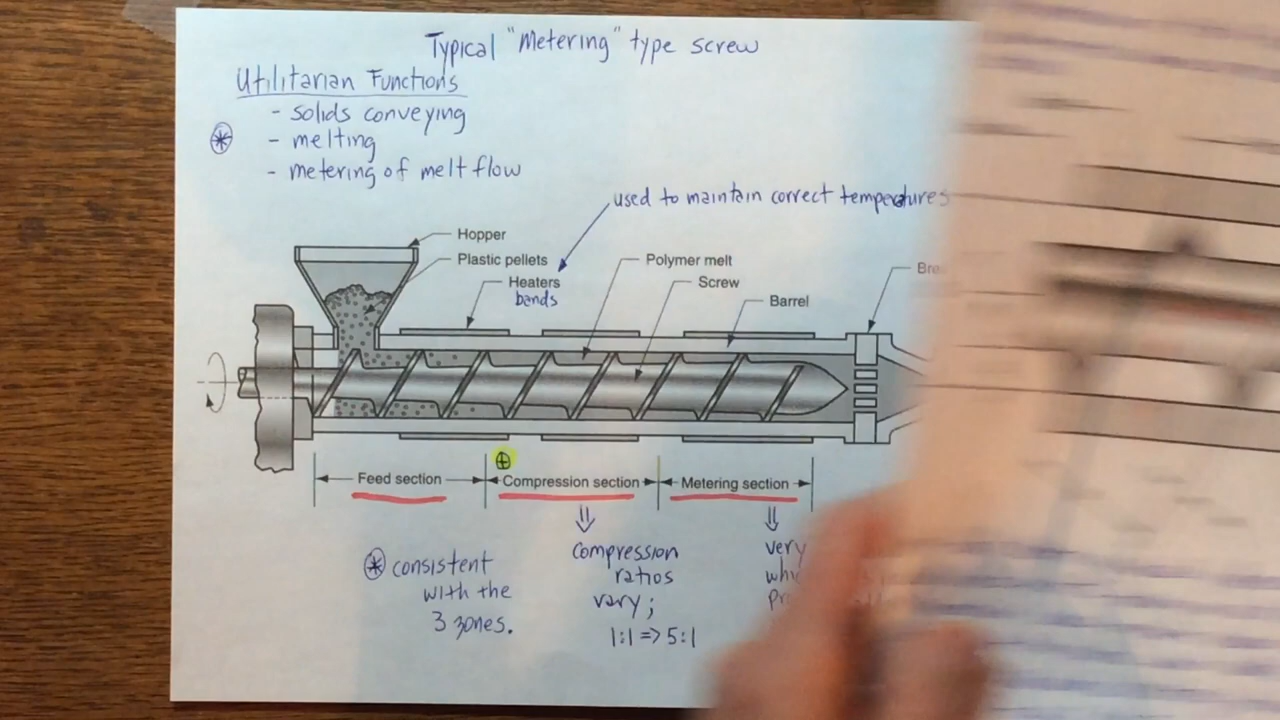 Typical "Metering" type screw
Utilitarian Functions
- solids conveying
- melting
- metering of melt flow
used to maintain correct temperatures
Hopper
Plastic pellets
Heaters
bands
Polymer melt
Screw
Barrel
Feed section
Compression section
Metering section
consistent
with the
3 zones.
compression
ratios
vary;
1:1 => 5:1
very